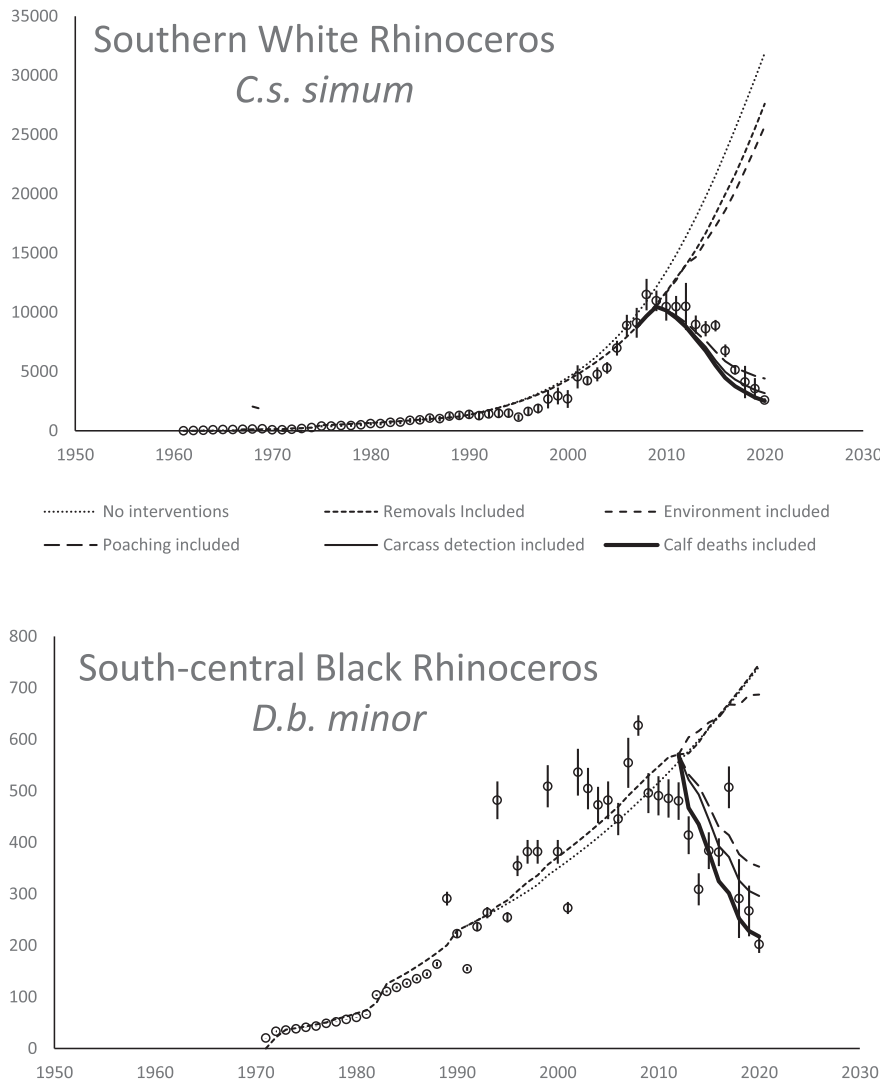 35000
Southern White Rhinoceros
30000
C.s. simum
25000
20000
15000
10000
5000
0
1950 1960 1970 1980 1990 2000 2010 2020 2030
No interventions Removals Included Environment included
Poaching included Carcass detection included Calf deaths included
800
South-central Black Rhinoceros
700
D.b. minor
600
500
400
300
200
100
0
1950 1960 1970 1980 1990 2000 2010 2020 2030